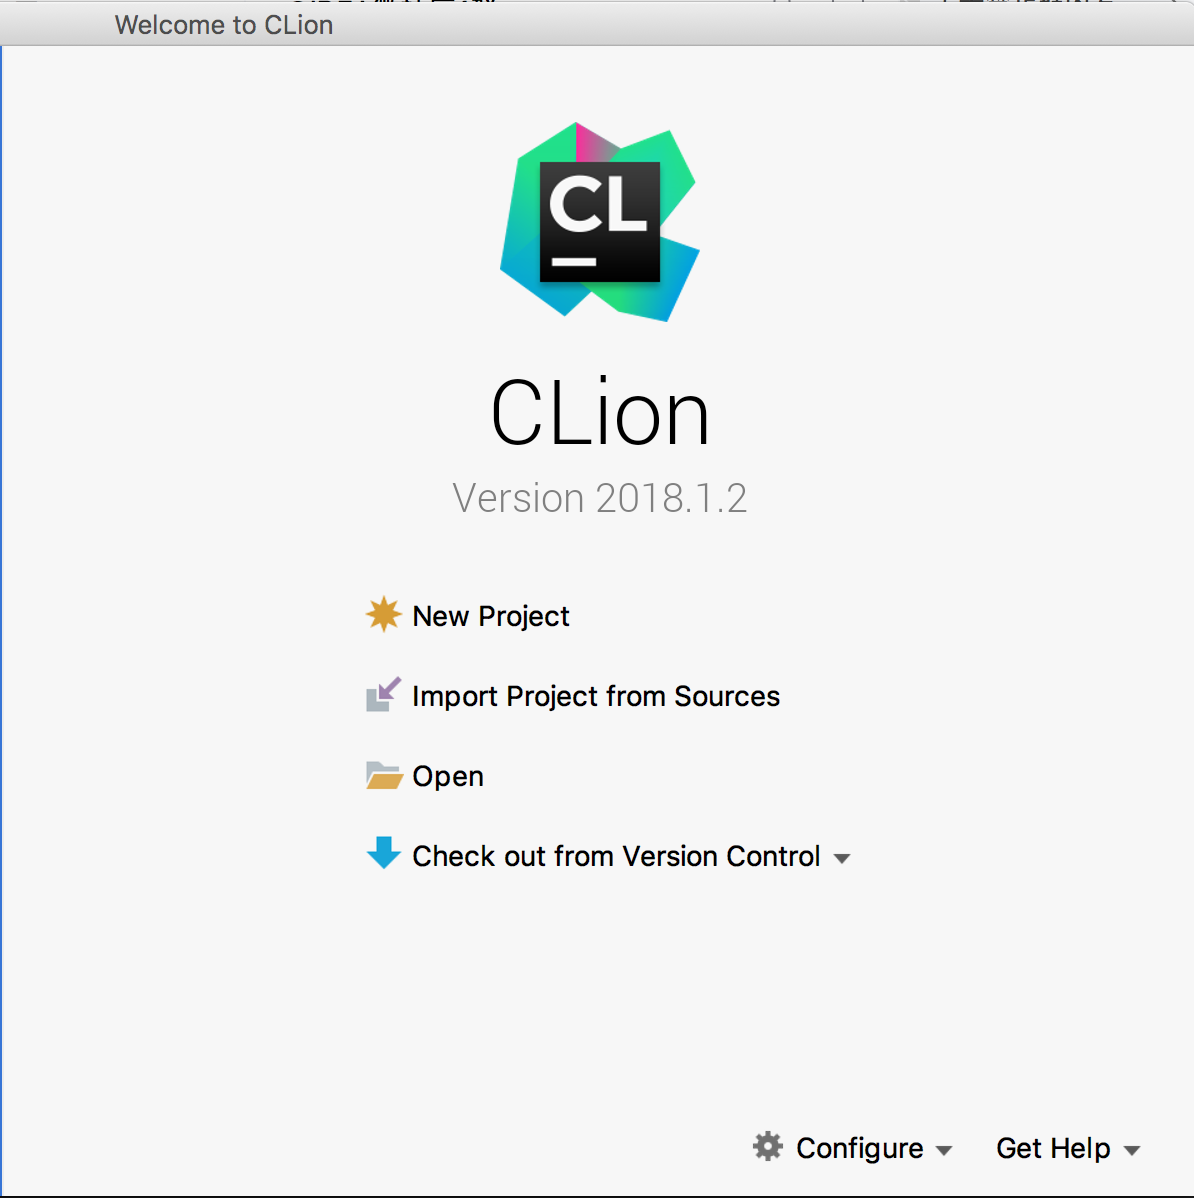 Welcome to CLion
CL
CLion
Version 2018.1.2
New Project
Import Project from Sources
Open
Check out from Version Control
Configure
Get Help